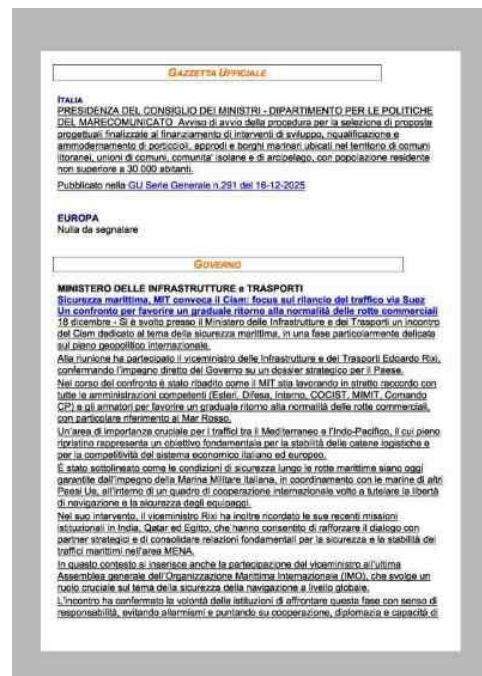 GAZZETTA UFFICIALE
ITALIA
PRESIDENZA DEL CONSIGLIO DEI MINISTRI - DIPARTIMENTO PER LE POLITICHE
DEL MARECOMUNICATO Avviso di avvio della procedura per la selezione di proposte
progettuali finalizzate al finanziamento di interventi di sviluppo, riqualificazione e
ammodernamento di porticcioli, approdi e borghi marinari ubicati nel territorio di comuni
litoranei, unioni di comuni, comunita' isolane e di arcipelago, con popolazione residente
non superiore a 30 000 abitanti.
Pubblicato nella GU Serie Generale n.291 del 16-12-2025
EUROPA
Nulla da segnalare
GOVERNO
MINISTERO DELLE INFRASTRUTTURE e TRASPORTI
Sicurezza marittima, MIT convoca il Cism: focus sul rilancio del traffico via Suez
Un confronto per favorire un graduale ritorno alla normalità delle rotte commerciali
18 dicembre - Si è svolto presso il Ministero delle Infrastrutture e dei Trasporti un incontro
del Cism dedicato al tema della sicurezza marittima, in una fase particolarmente delicata
sul piano geopolitico internazionale.
Alla riunione ha partecipato il viceministro delle Infrastrutture e dei Trasporti Edoardo Rixi,
confermando l'impegno diretto del Governo su un dossier strategico per il Paese.
Nel corso del confronto è stato ribadito come il MIT stia lavorando in stretto raccordo con
tutte le amministrazioni competenti (Esteri, Difesa, Interno, COCIST, MIMIT, Comando
CP) e gli armatori per favorire un graduale ritorno alla normalità delle rotte commerciali,
con particolare riferimento al Mar Rosso.
Un'area di importanza cruciale per i traffici tra il Mediterraneo e l'Indo-Pacifico, il cui pieno
ripristino rappresenta un obiettivo fondamentale per la stabilità delle catene logistiche e
per la competitività del sistema economico italiano ed europeo.
È stato sottolineato come le condizioni di sicurezza lungo le rotte marittime siano oggi
garantite dall'impegno della Marina Militare italiana, in coordinamento con le marine di altri
Paesi Ue, all'interno di un quadro di cooperazione internazionale volto a tutelare la libertà
di navigazione e la sicurezza degli equipaggi.
Nel suo intervento, il viceministro Rixi ha inoltre ricordato le sue recenti missioni
istituzionali in India, Qatar ed Egitto, che hanno consentito di rafforzare il dialogo con
partner strategici e di consolidare relazioni fondamentali per la sicurezza e la stabilità dei
traffici marittimi nell'area MENA.
In questo contesto si inserisce anche la partecipazione del viceministro all'ultima
Assemblea generale dell'Organizzazione Marittima Internazionale (IMO), che svolge un
ruolo cruciale sul tema della sicurezza della navigazione a livello globale.
L'incontro ha confermato la volontà delle istituzioni di affrontare questa fase con senso di
responsabilità, evitando allarmismi e puntando su cooperazione, diplomazia e capacità di